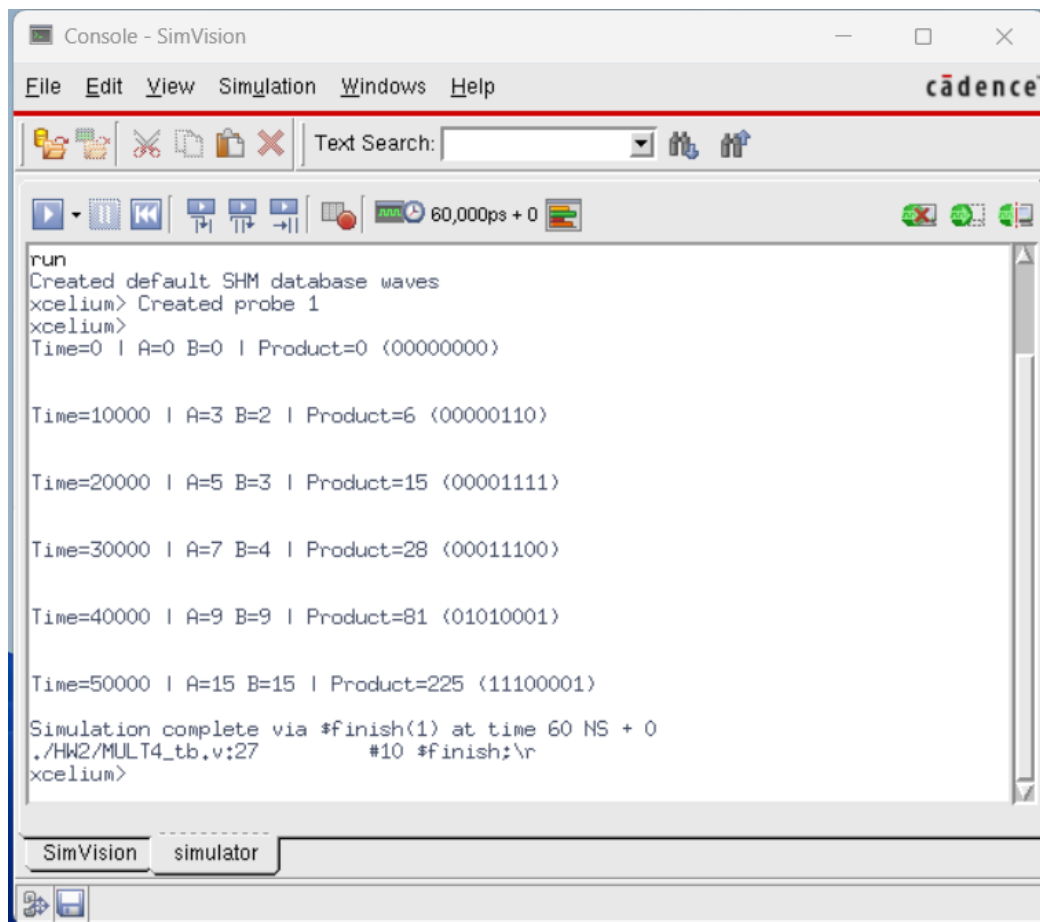 Console - SimVision
File Edit View Simulation Windows Help
cādence
Text Search:
60,000ps + 0
run
Created default SHM database waves
xcelium> Created probe 1
xcelium>
Time=0 | A=0 B=0 | Product=0 (00000000)
Time=10000 | A=3 B=2 | Product=6 (00000110)
Time=20000 | A=5 B=3 | Product=15 (00001111)
Time=30000 | A=7 B=4 | Product=28 (00011100)
Time=40000 | A=9 B=9 | Product=81 (01010001)
Time=50000 | A=15 B=15 | Product=225 (11100001)
Simulation complete via $finish(1) at time 60 NS + 0
./HW2/MULT4_tb.v:27 #10 $finish;\r
xcelium>
SimVision simulator